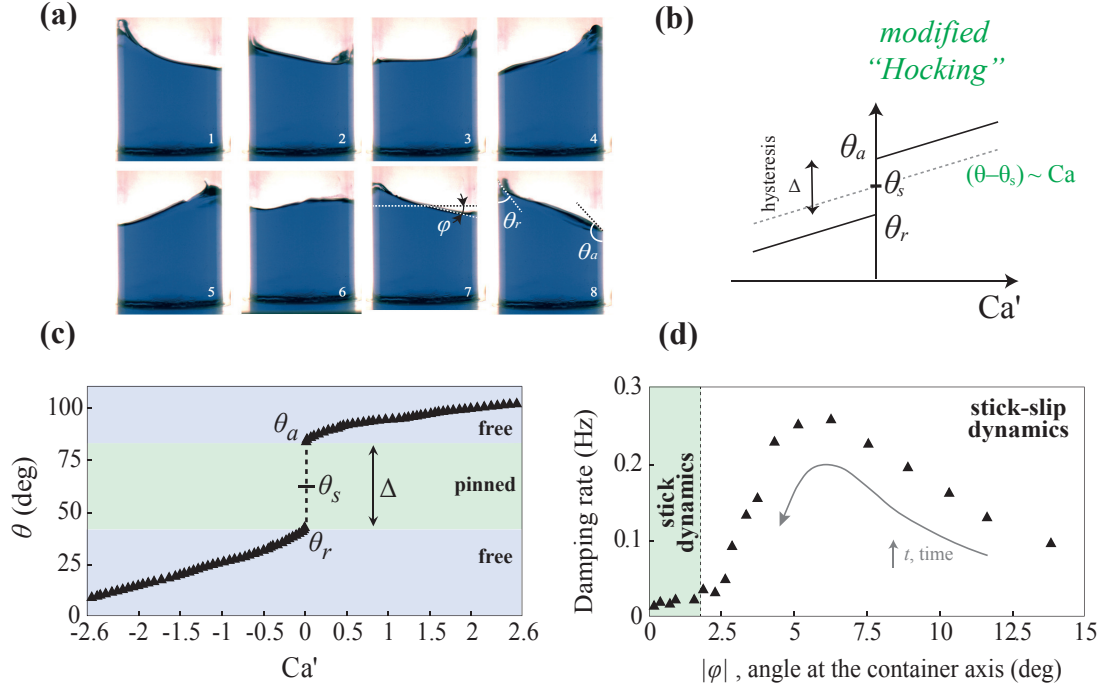 (a)
1
2
3
4
5
6
φ
7
θr
θa
8
(b)
modified
"Hocking"
hysteresis
Δ
θa
θs
θr
(θ–θs) ~ Ca
Ca'
(c)
θ (deg)
100
75
50
25
0
θa
θs
θr
Δ
free
pinned
free
-2.6 -2 -1.5 -1 -0.5 0 0.5 1 1.5 2 2.6
Ca'
(d)
Damping rate (Hz)
0.3
0.2
0.1
0
stick
dynamics
stick-slip
dynamics
t, time
0 2.5 5 7.5 10 12.5 15
|φ| , angle at the container axis (deg)